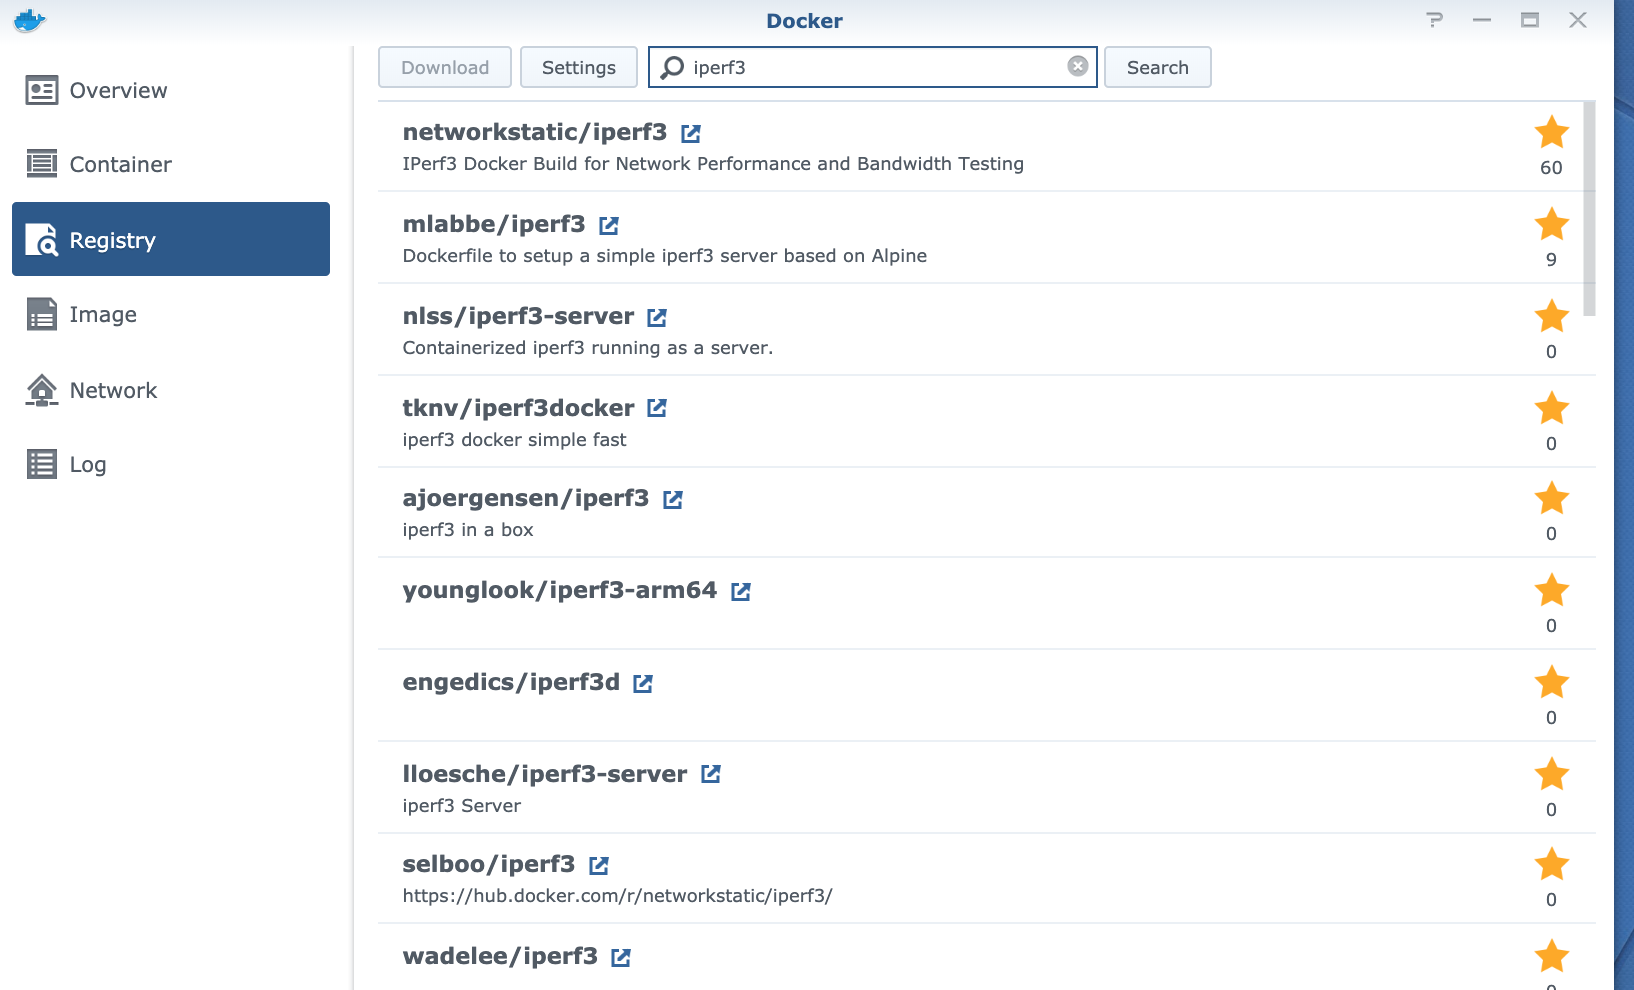 Docker
Overview
Container
Registry
Image
Network
Log
Download
Settings
iperf3
Search
networkstatic/iperf3
IPerf3 Docker Build for Network Performance and Bandwidth Testing
60
mlabbe/iperf3
Dockerfile to setup a simple iperf3 server based on Alpine
9
nlss/iperf3-server
Containerized iperf3 running as a server.
0
tknv/iperf3docker
iperf3 docker simple fast
0
ajoergensen/iperf3
iperf3 in a box
0
younglook/iperf3-arm64
0
engedics/iperf3d
0
lloesche/iperf3-server
iperf3 Server
0
selboo/iperf3
https://hub.docker.com/r/networkstatic/iperf3/
0
wadelee/iperf3